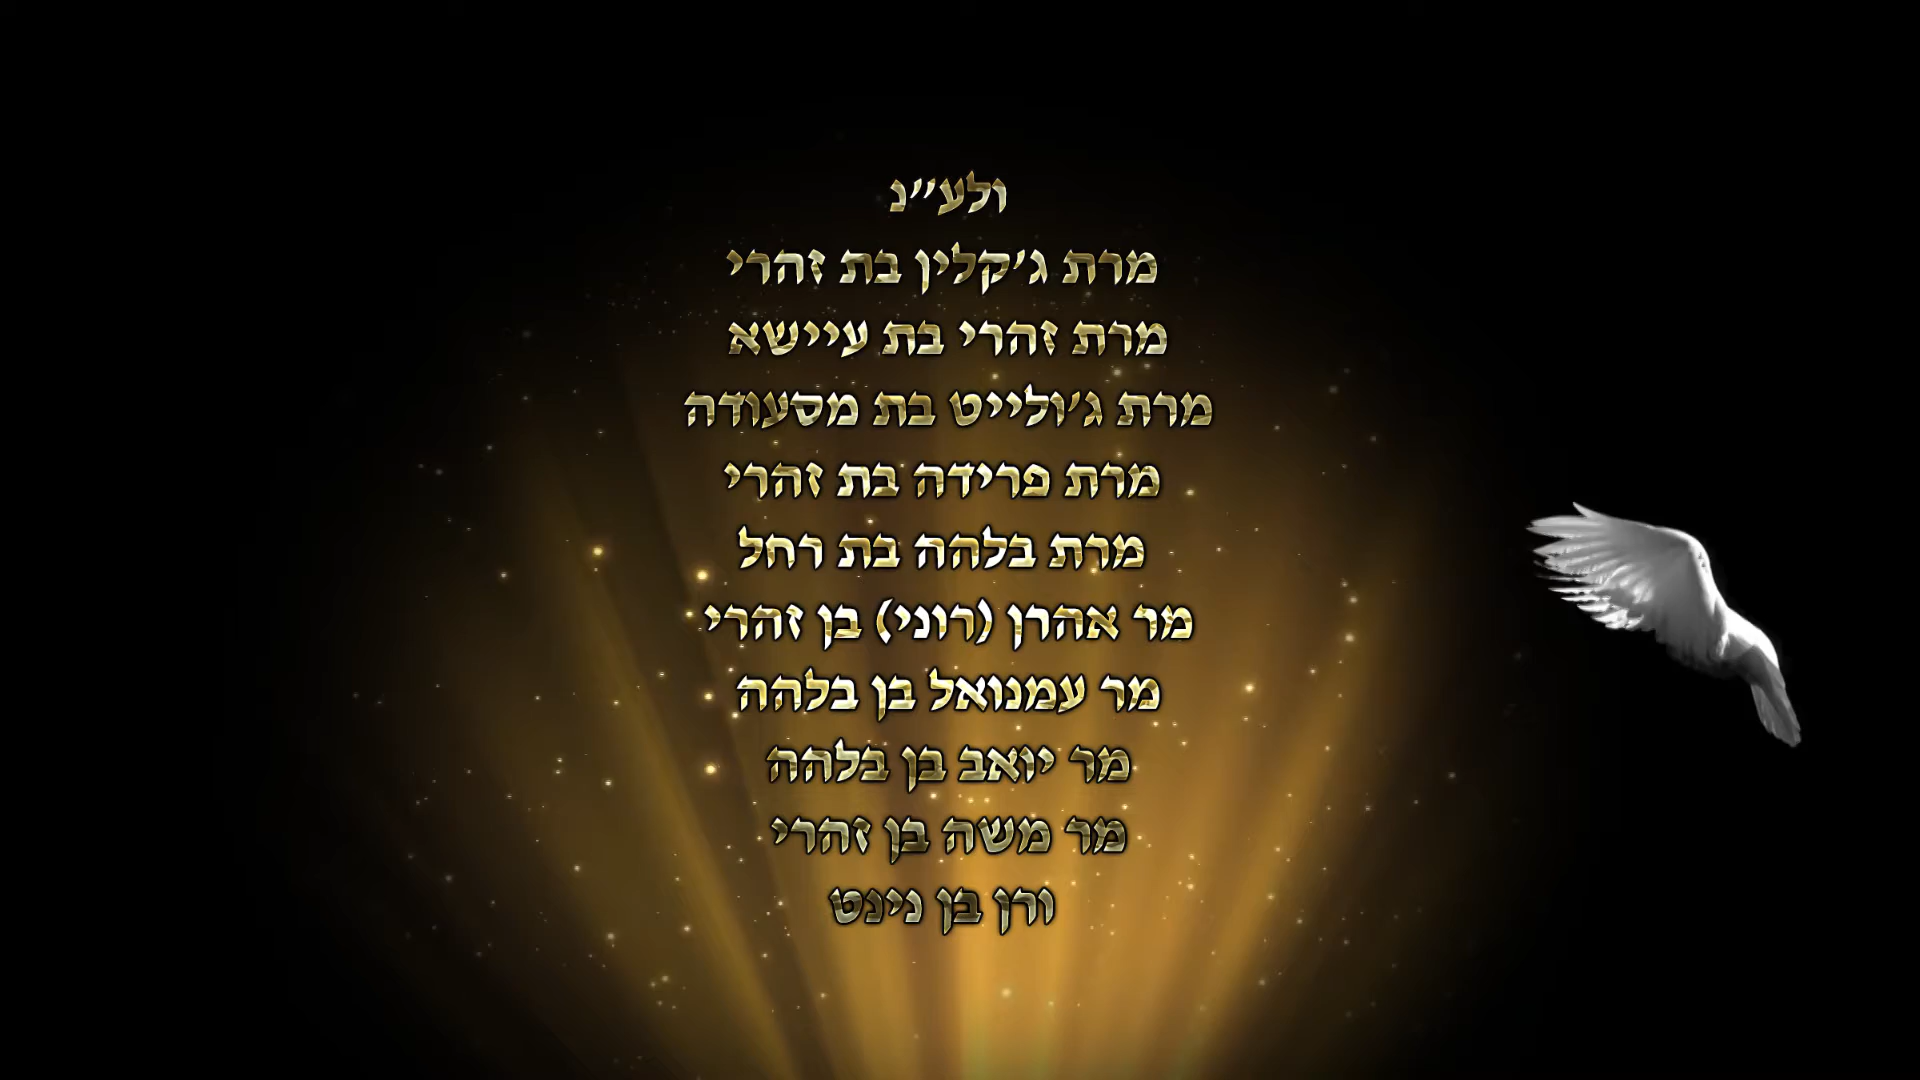 ולע״נ
מרת ג׳קלין בת זהרי
מרת זהרי בת עיישא
מרת ג׳ולייט בת מסעודה
מרת פרידה בת זהרי
מרת בלהה בת רחל
מר אהרן (רוני) בן זהרי
מר עמנואל בן בלהה
מר יואב בן בלהה
מר משה בן זהרי
ורן בן נינט